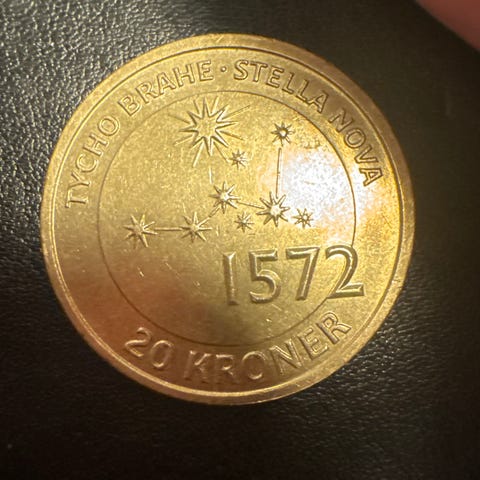 TYCHO BRAHE · STELLA NOVA
1572
20 KRONER